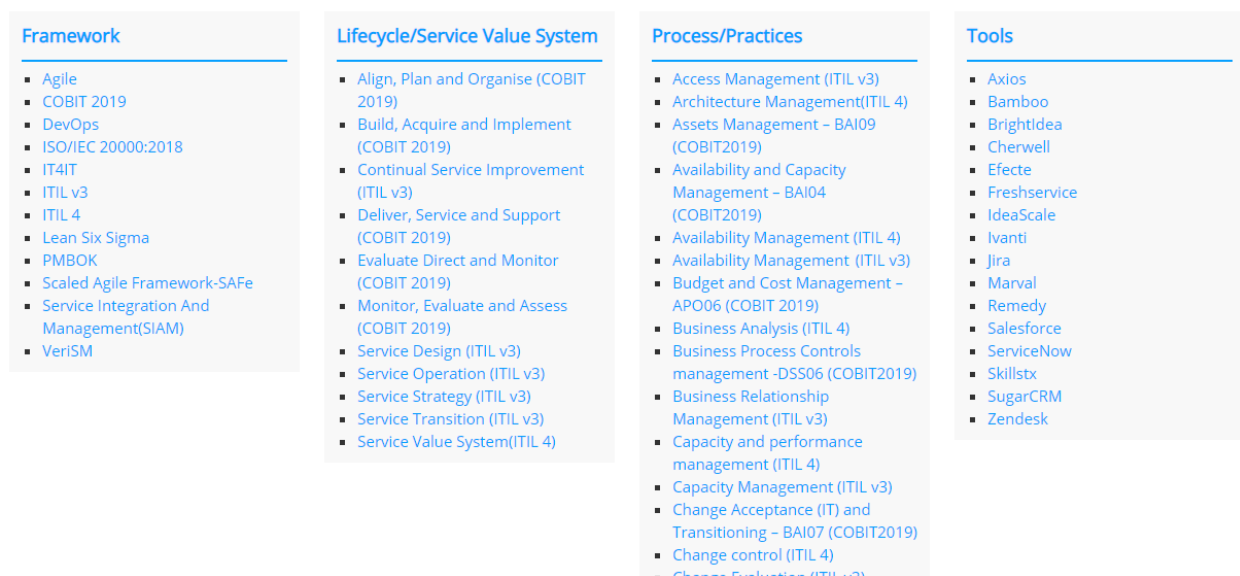 Framework
Agile
COBIT 2019
DevOps
ISO/IEC 20000:2018
IT4IT
ITIL v3
ITIL 4
Lean Six Sigma
PMBOK
Scaled Agile Framework-SAFe
Service Integration And
Management(SIAM)
VeriSM
Lifecycle/Service Value System
Align, Plan and Organise (COBIT
2019)
Build, Acquire and Implement
(COBIT 2019)
Continual Service Improvement
(ITIL v3)
Deliver, Service and Support
(COBIT 2019)
Evaluate Direct and Monitor
(COBIT 2019)
Monitor, Evaluate and Assess
(COBIT 2019)
Service Design (ITIL v3)
Service Operation (ITIL v3)
Service Strategy (ITIL v3)
Service Transition (ITIL v3)
Service Value System(ITIL 4)
Process/Practices
Access Management (ITIL v3)
Architecture Management(ITIL 4)
Assets Management – BAI09
(COBIT2019)
Availability and Capacity
Management – BAI04
(COBIT2019)
Availability Management (ITIL 4)
Availability Management (ITIL v3)
Budget and Cost Management –
APO06 (COBIT 2019)
Business Analysis (ITIL 4)
Business Process Controls
management -DSS06 (COBIT2019)
Business Relationship
Management (ITIL v3)
Capacity and performance
management (ITIL 4)
Capacity Management (ITIL v3)
Change Acceptance (IT) and
Transitioning – BAI07 (COBIT2019)
Change control (ITIL 4)
Change Evaluation (ITIL v3)
Tools
Axios
Bamboo
BrightIdea
Cherwell
Efecte
Freshservice
IdeaScale
Ivanti
Jira
Marval
Remedy
Salesforce
ServiceNow
Skillstx
SugarCRM
Zendesk